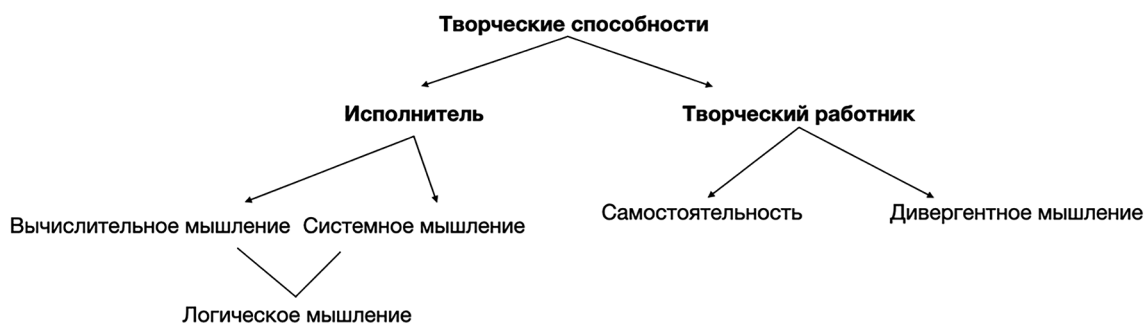 Творческие способности
Исполнитель
Творческий работник
Вычислительное мышление
Системное мышление
Самостоятельность
Дивергентное мышление
Логическое мышление